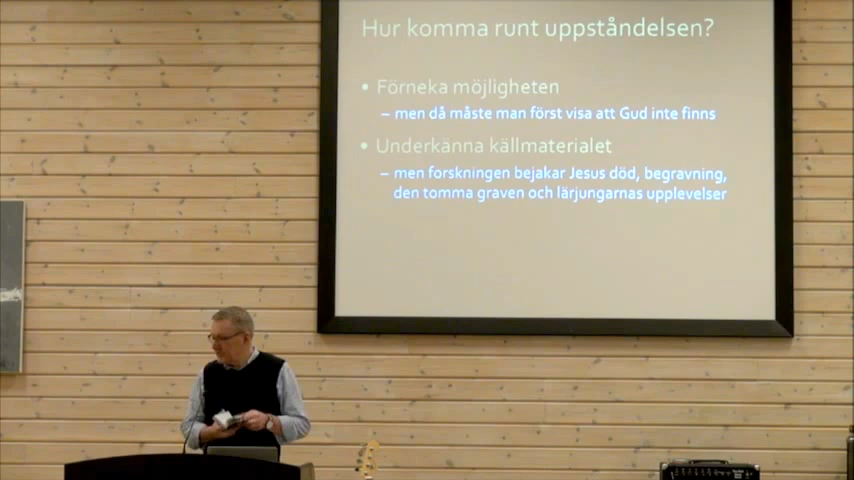 Hur komma runt uppståndelsen?
• Förneka möjligheten
– men då måste man först visa att Gud inte finns
• Underkänna källmaterialet
– men forskningen bejakar Jesus död, begravning,
den tomma graven och lärjungarnas upplevelser